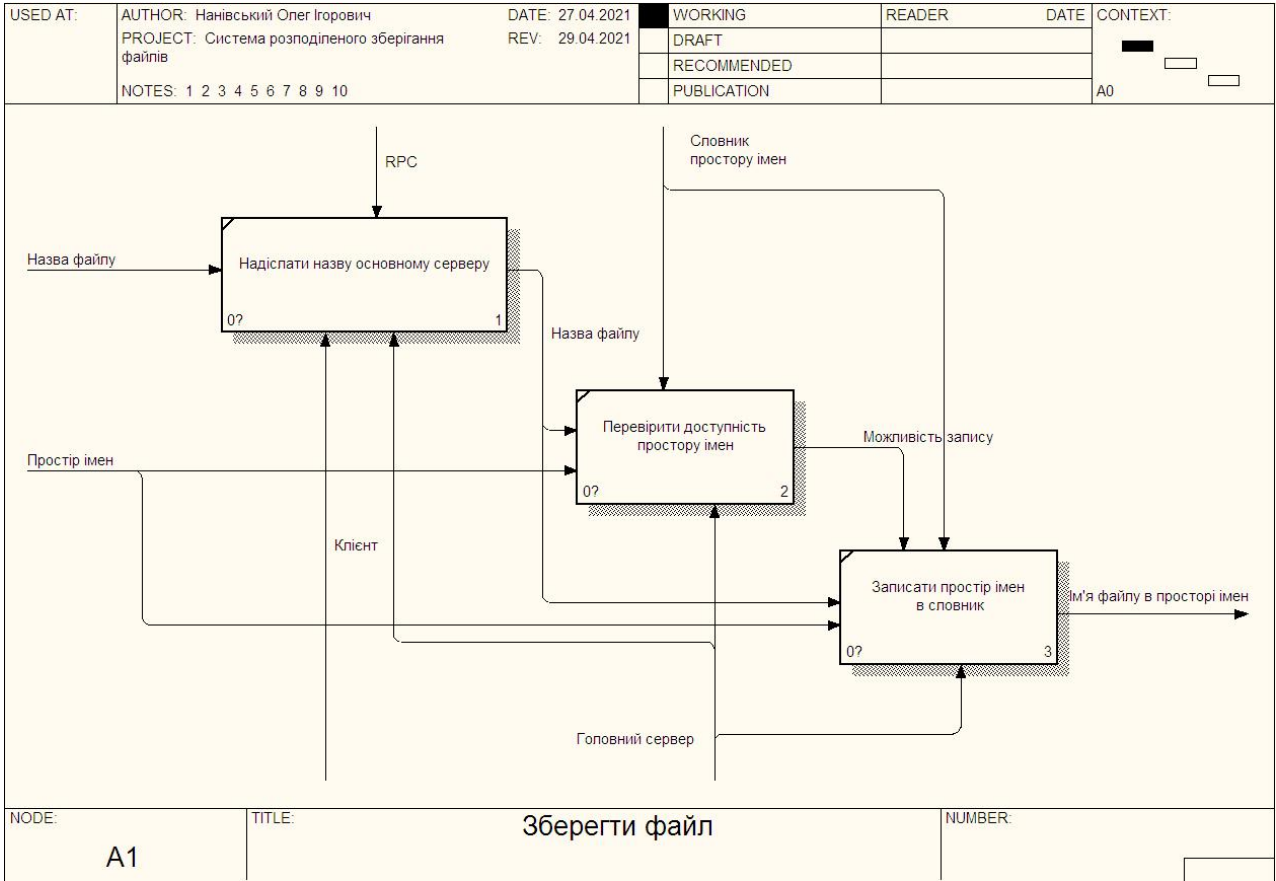 USED AT:
AUTHOR: Нанівський Олег Ігорович
DATE: 27.04.2021
PROJECT: Система розподіленого зберігання
файлів
REV: 29.04.2021
NOTES: 1 2 3 4 5 6 7 8 9 10
WORKING
DRAFT
RECOMMENDED
PUBLICATION
READER
DATE
CONTEXT:
A0
RPC
Словник
простору імен
Назва файлу
Надіслати назву основному серверу
0?
1
Назва файлу
Перевірити доступність
простору імен
0?
2
Можливість запису
Простір імен
Клієнт
Записати простір імен
в словник
0?
3
Ім'я файлу в просторі імен
Головний сервер
NODE:
A1
TITLE:
Зберегти файл
NUMBER: